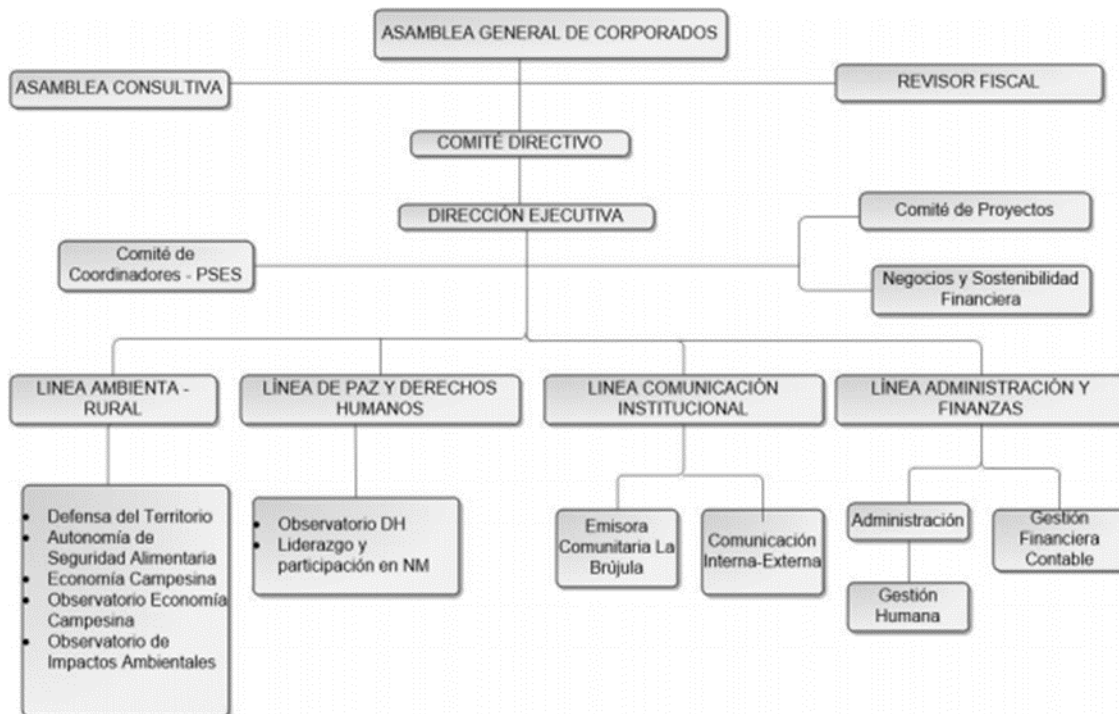 ASAMBLEA GENERAL DE CORPORADOS
ASAMBLEA CONSULTIVA
REVISOR FISCAL
COMITÉ DIRECTIVO
DIRECCIÓN EJECUTIVA
Comité de Proyectos
Comité de
Coordinadores - PSES
Negocios y Sostenibilidad
Financiera
LINEA AMBIENTA -
RURAL
LÍNEA DE PAZ Y DERECHOS
HUMANOS
LINEA COMUNICACIÓN
INSTITUCIONAL
LÍNEA ADMINISTRACIÓN Y
FINANZAS
• Defensa del Territorio
• Autonomía de
Seguridad Alimentaria
• Economía Campesina
• Observatorio Economía
Campesina
• Observatorio de
Impactos Ambientales
• Observatorio DH
• Liderazgo y
participación en NM
Emisora
Comunitaria La
Brújula
Comunicación
Interna-Externa
Administración
Gestión
Humana
Gestión
Financiera
Contable